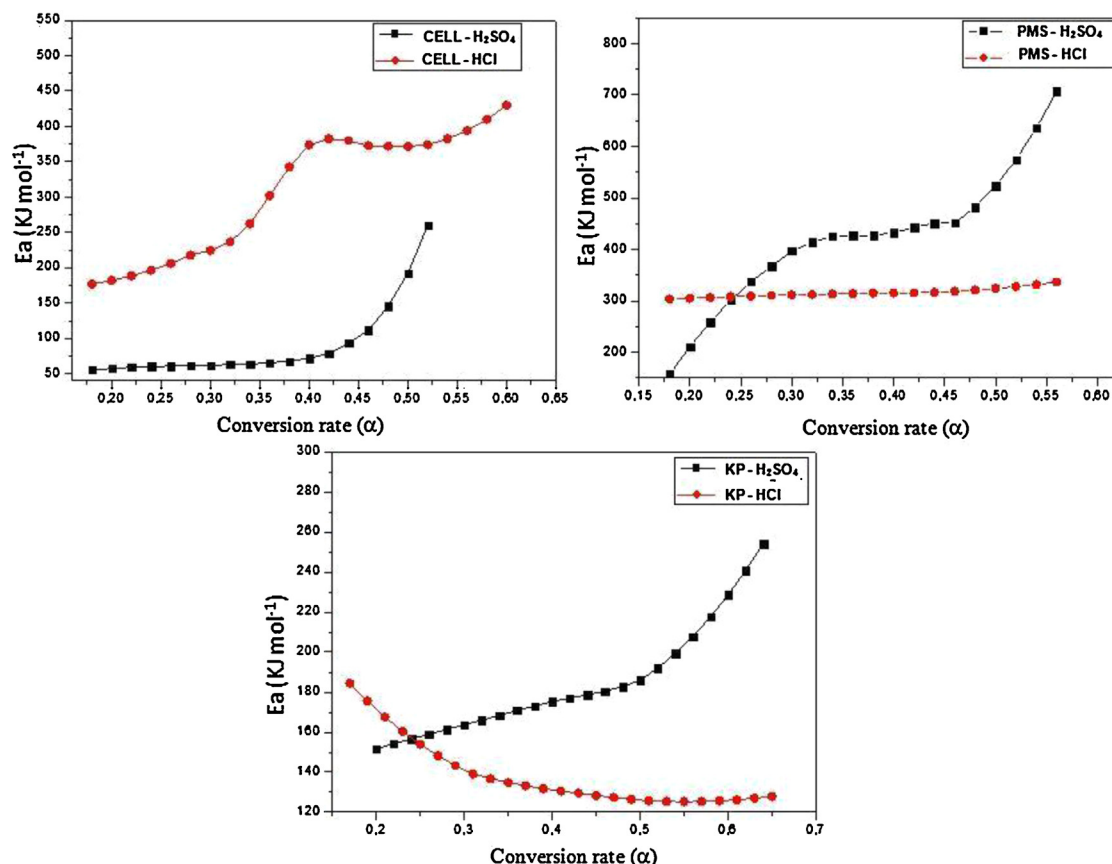 550
500
450
400
350
300
250
200
150
100
50
Ea ( KJ mol⁻¹)
CELL - H₂SO₄
CELL - HCl
0,20 0,25 0,30 0,35 0,40 0,45 0,50 0,55 0,60 0,65
Conversion rate (α)
800
700
600
500
400
300
200
Ea ( KJ mol⁻¹)
PMS - H₂SO₄
PMS - HCl
0,15 0,20 0,25 0,30 0,35 0,40 0,45 0,50 0,55 0,60
Conversion rate (α)
300
280
260
240
220
200
180
160
140
120
Ea ( KJ mol⁻¹)
KP - H₂SO₄
KP - HCl
0,2 0,3 0,4 0,5 0,6 0,7
Conversion rate (α)